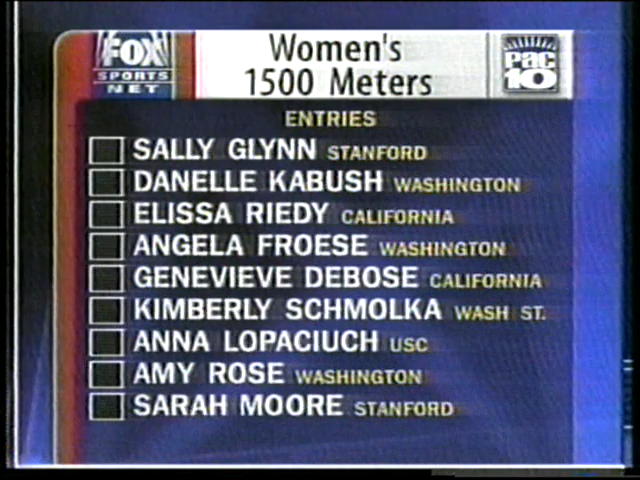 FOX
SPORTS
NET
Women's
1500 Meters
Pac
10
ENTRIES
SALLY GLYNN STANFORD
DANELLE KABUSH WASHINGTON
ELISSA RIEDY CALIFORNIA
ANGELA FROESE WASHINGTON
GENEVIEVE DEBOSE CALIFORNIA
KIMBERLY SCHMOLKA WASH ST.
ANNA LOPACIUCH USC
AMY ROSE WASHINGTON
SARAH MOORE STANFORD